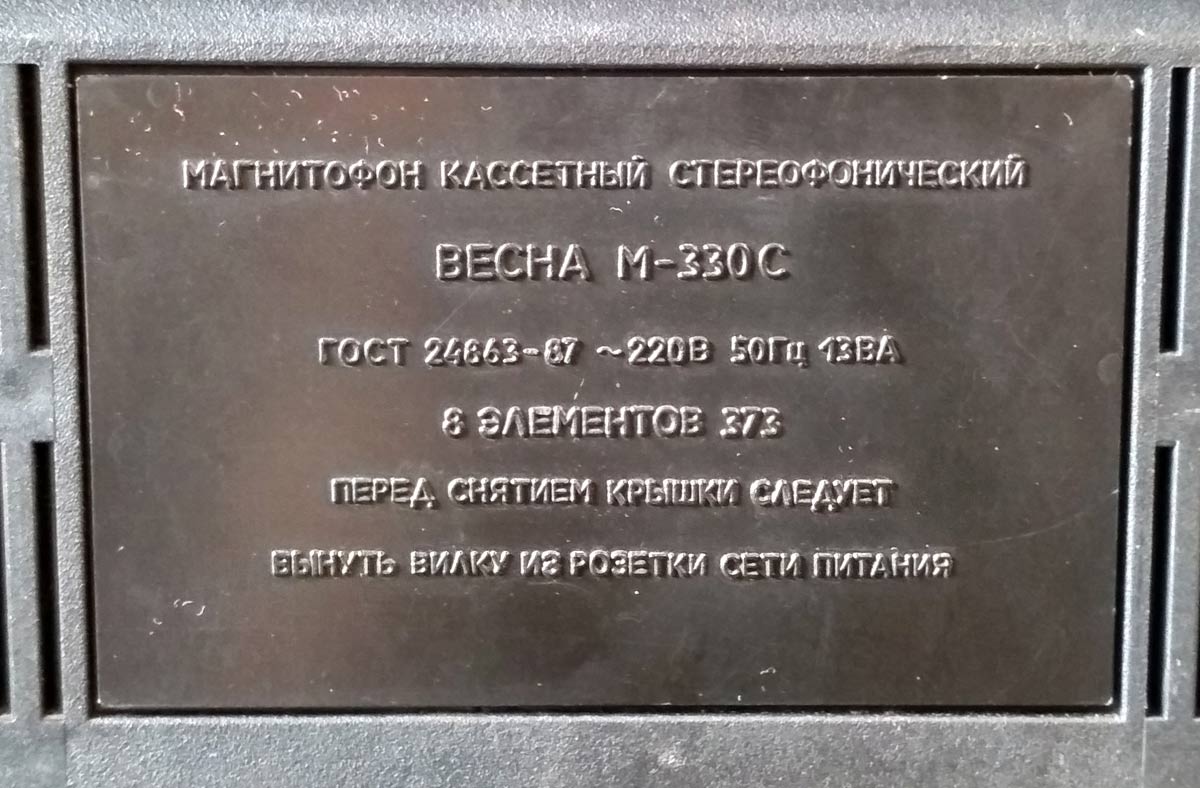 МАГНИТОФОН КАССЕТНЫЙ СТЕРЕОФОНИЧЕСКИЙ
ВЕСНА М-330С
ГОСТ 24863-87 ~220В 50Гц 13ВА
8 ЭЛЕМЕНТОВ 373
ПЕРЕД СНЯТИЕМ КРЫШКИ СЛЕДУЕТ
ВЫНУТЬ ВИЛКУ ИЗ РОЗЕТКИ СЕТИ ПИТАНИЯ